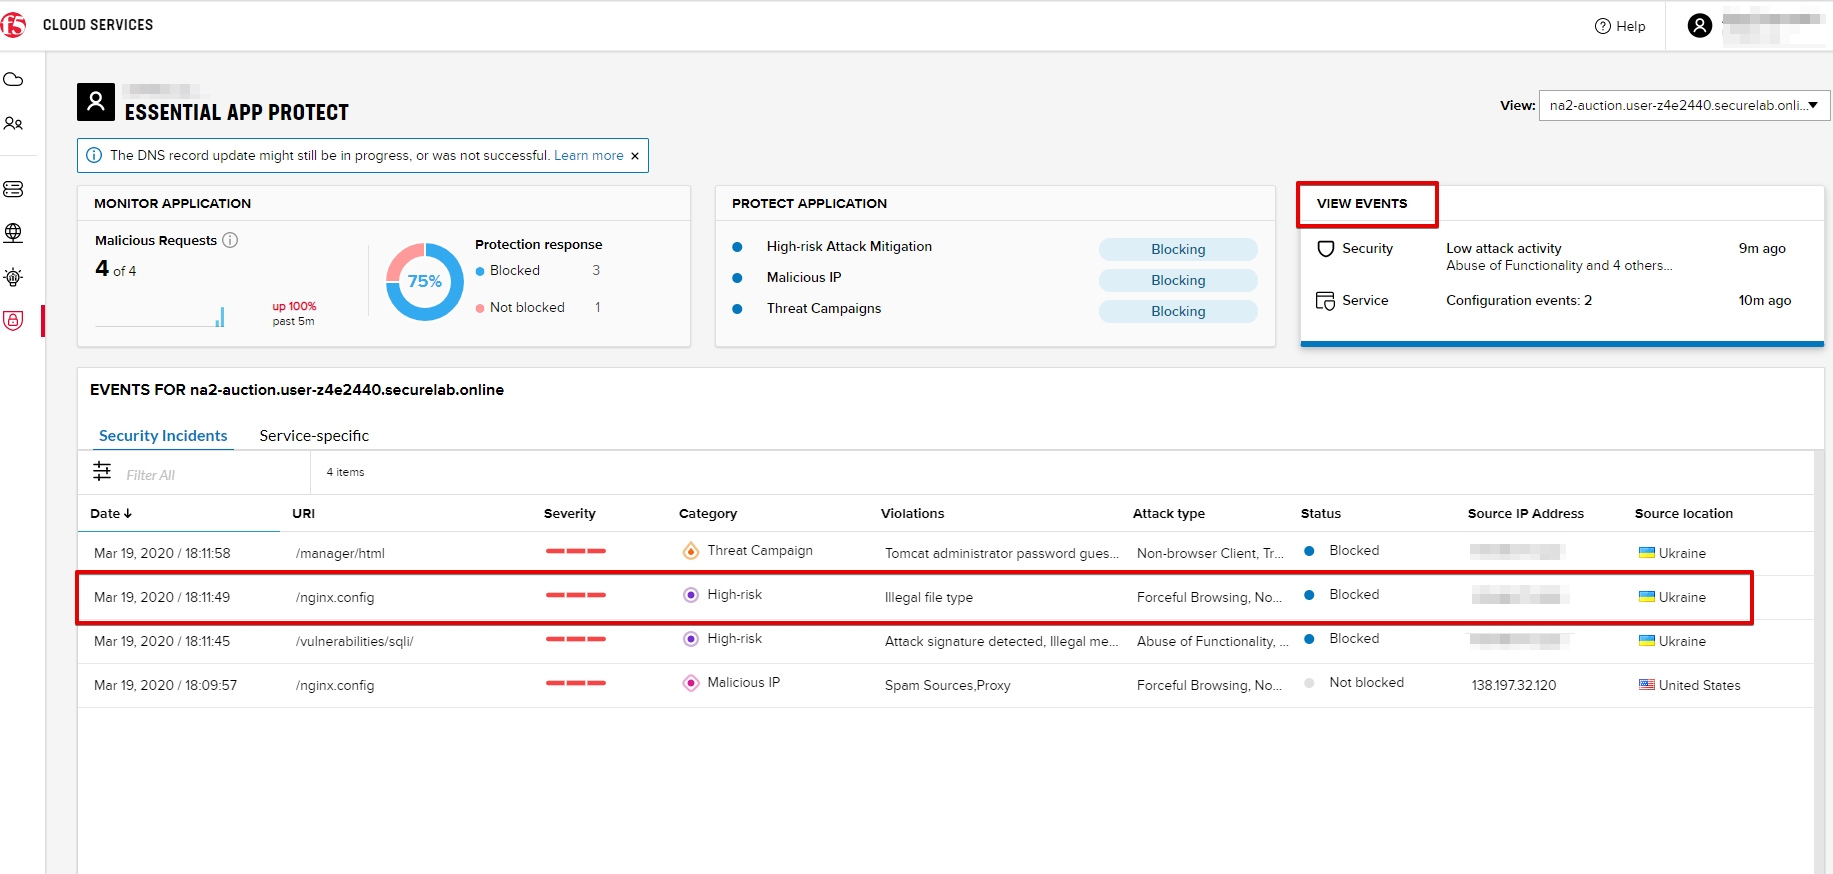 f5 CLOUD SERVICES
Help
ESSENTIAL APP PROTECT
View: na2-auction.user-z4e2440.securelab.onli...
The DNS record update might still be in progress, or was not successful. Learn more ×
MONITOR APPLICATION
Malicious Requests
4 of 4
up 100%
past 5m
75%
Protection response
Blocked 3
Not blocked 1
PROTECT APPLICATION
High-risk Attack Mitigation Blocking
Malicious IP Blocking
Threat Campaigns Blocking
VIEW EVENTS
Security Low attack activity 9m ago
Abuse of Functionality and 4 others...
Service Configuration events: 2 10m ago
EVENTS FOR na2-auction.user-z4e2440.securelab.online
Security Incidents Service-specific
Filter All 4 items
Date URI Severity Category Violations Attack type Status Source IP Address Source location
Mar 19, 2020 / 18:11:58 /manager/html Threat Campaign Tomcat administrator password gues... Non-browser Client, Tr... Blocked Ukraine
Mar 19, 2020 / 18:11:49 /nginx.config High-risk Illegal file type Forceful Browsing, No... Blocked Ukraine
Mar 19, 2020 / 18:11:45 /vulnerabilities/sqli/ High-risk Attack signature detected, Illegal me... Abuse of Functionality, ... Blocked Ukraine
Mar 19, 2020 / 18:09:57 /nginx.config Malicious IP Spam Sources,Proxy Forceful Browsing, No... Not blocked 138.197.32.120 United States